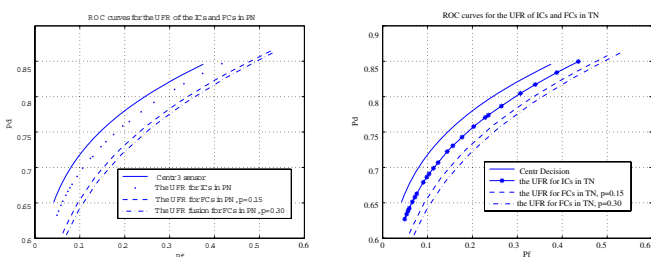 ROC curves for the UFR of the ICs and FCs in PN
0.85
0.8
0.75
Pd
0.7
0.65
0.6
0
0.1
0.2
0.3
0.4
0.5
0.6
Pf
Centr 3 sensor
The UFR for ICs in PN
The UFR for FCs in PN, p=0.15
The UFR fusion for FCs in PN, p=0.30
ROC curves for the UFR of ICs and FCs in TN
0.9
0.85
0.8
0.75
Pd
0.7
0.65
0.6
0
0.1
0.2
0.3
0.4
0.5
0.6
Pf
Centr Decision
the UFR for ICs in TN
the UFR for FCs in TN, p=0.15
the UFR for FCs in TN, p=0.30